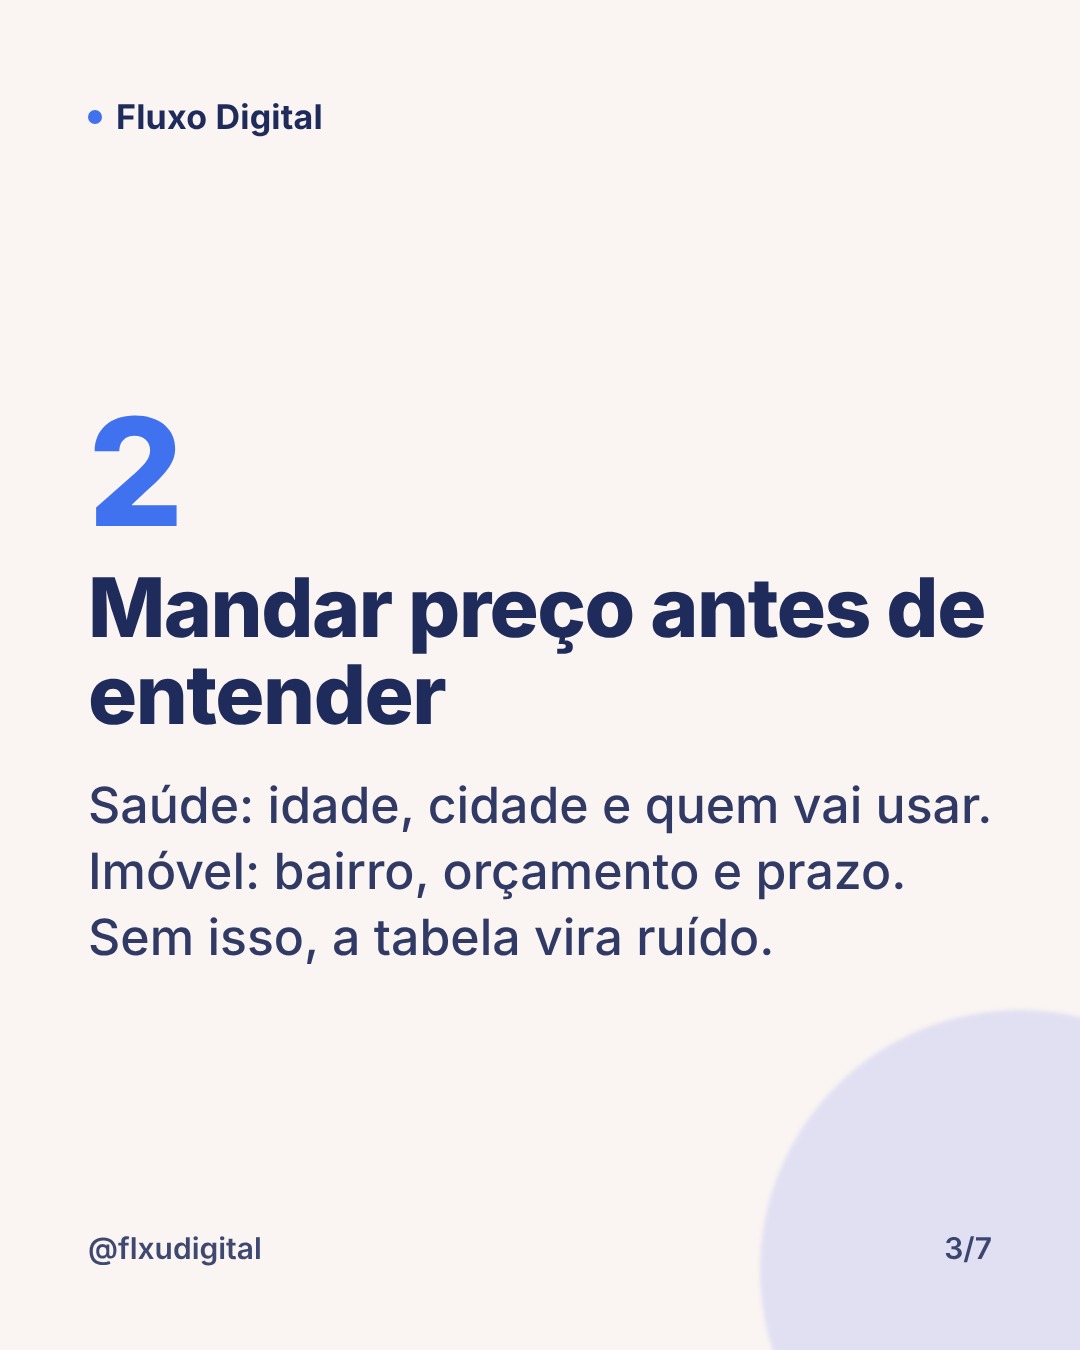 Fluxo Digital
2
Mandar preço antes de
entender
Saúde: idade, cidade e quem vai usar.
Imóvel: bairro, orçamento e prazo.
Sem isso, a tabela vira ruído.
@flxudigital
3/7